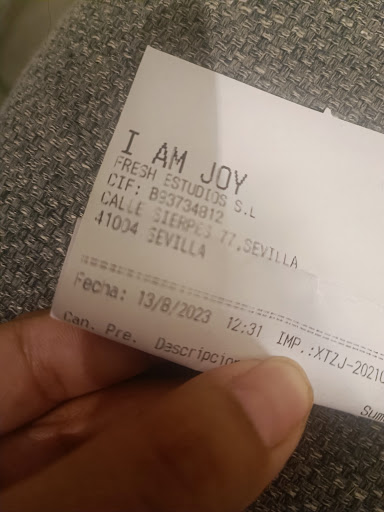 I AM JOY
FRESH ESTUDIOS S.L
CIF: B93734812
CALLE SIERPES 77,SEVILLA
41004 SEVILLA
Fecha: 13/8/2023 12:31 IMP.:XTZJ-2021
Can. Pre. Descripcion
Sum